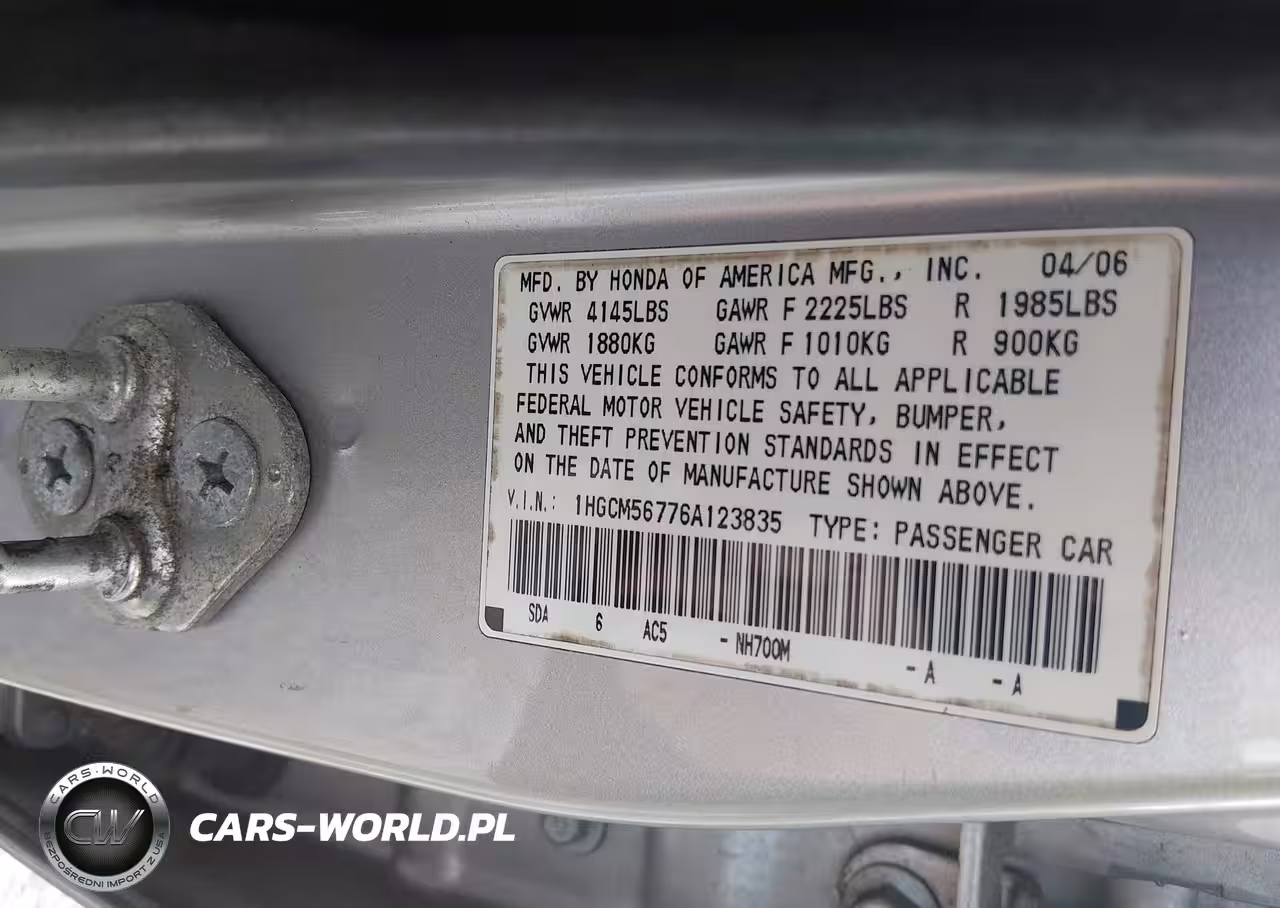 MFD. BY HONDA OF AMERICA MFG., INC. 04/06
GVWR 4145LBS GAWR F 2225LBS R 1985LBS
GVWR 1880KG GAWR F 1010KG R 900KG
THIS VEHICLE CONFORMS TO ALL APPLICABLE
FEDERAL MOTOR VEHICLE SAFETY, BUMPER,
AND THEFT PREVENTION STANDARDS IN EFFECT
ON THE DATE OF MANUFACTURE SHOWN ABOVE.
V.I.N.: 1HGCM56776A123835 TYPE: PASSENGER CAR
SDA 6 AC5 -NH700M -A -A
CARS-WORLD
CW
BEZPOŚREDNI IMPORT Z USA
CARS-WORLD.PL